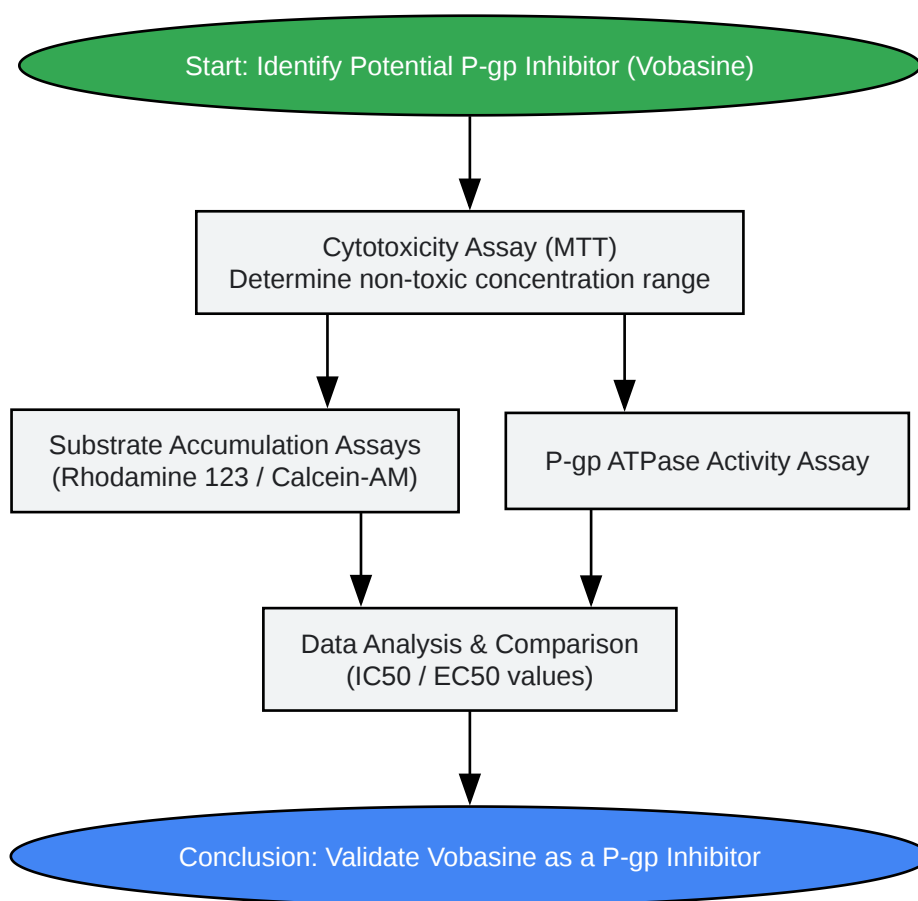 Start: Identify Potential P-gp Inhibitor (Vobasine)
Cytotoxicity Assay (MTT)
Determine non-toxic concentration range
Substrate Accumulation Assays
(Rhodamine 123 / Calcein-AM)
P-gp ATPase Activity Assay
Data Analysis & Comparison
(IC50 / EC50 values)
Conclusion: Validate Vobasine as a P-gp Inhibitor